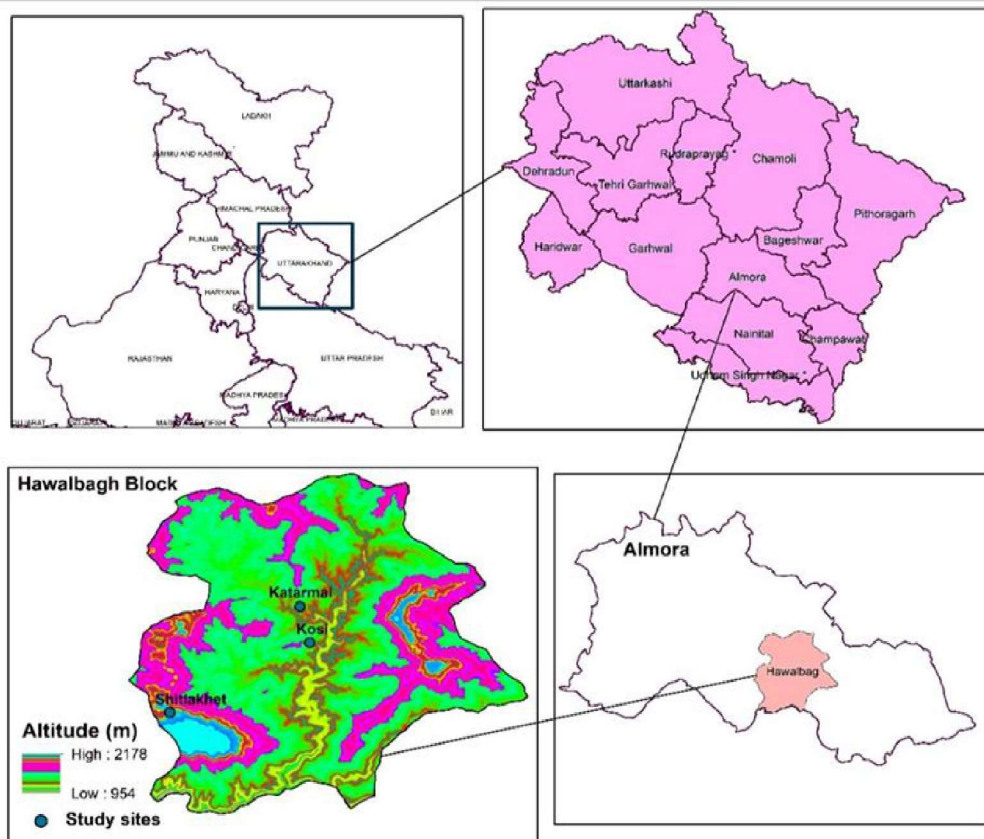 LADAKH
JAMMU AND KASHMIR
HIMACHAL PRADESH
PUNJAB
UTTARAKHAND
HARYANA
RAJASTHAN
UTTAR PRADESH
MADHYA PRADESH
Uttarkashi
Rudraprayag
Chamoli
Dehradun
Tehri Garhwal
Pithoragarh
Haridwar
Garhwal
Bageshwar
Almora
Nainital
Champawat
Udham Singh Nagar
Hawalbagh Block
Katarmal
Kosi
Shittakhet
Altitude (m)
High : 2178
Low : 954
Study sites
Almora
Hawalbag